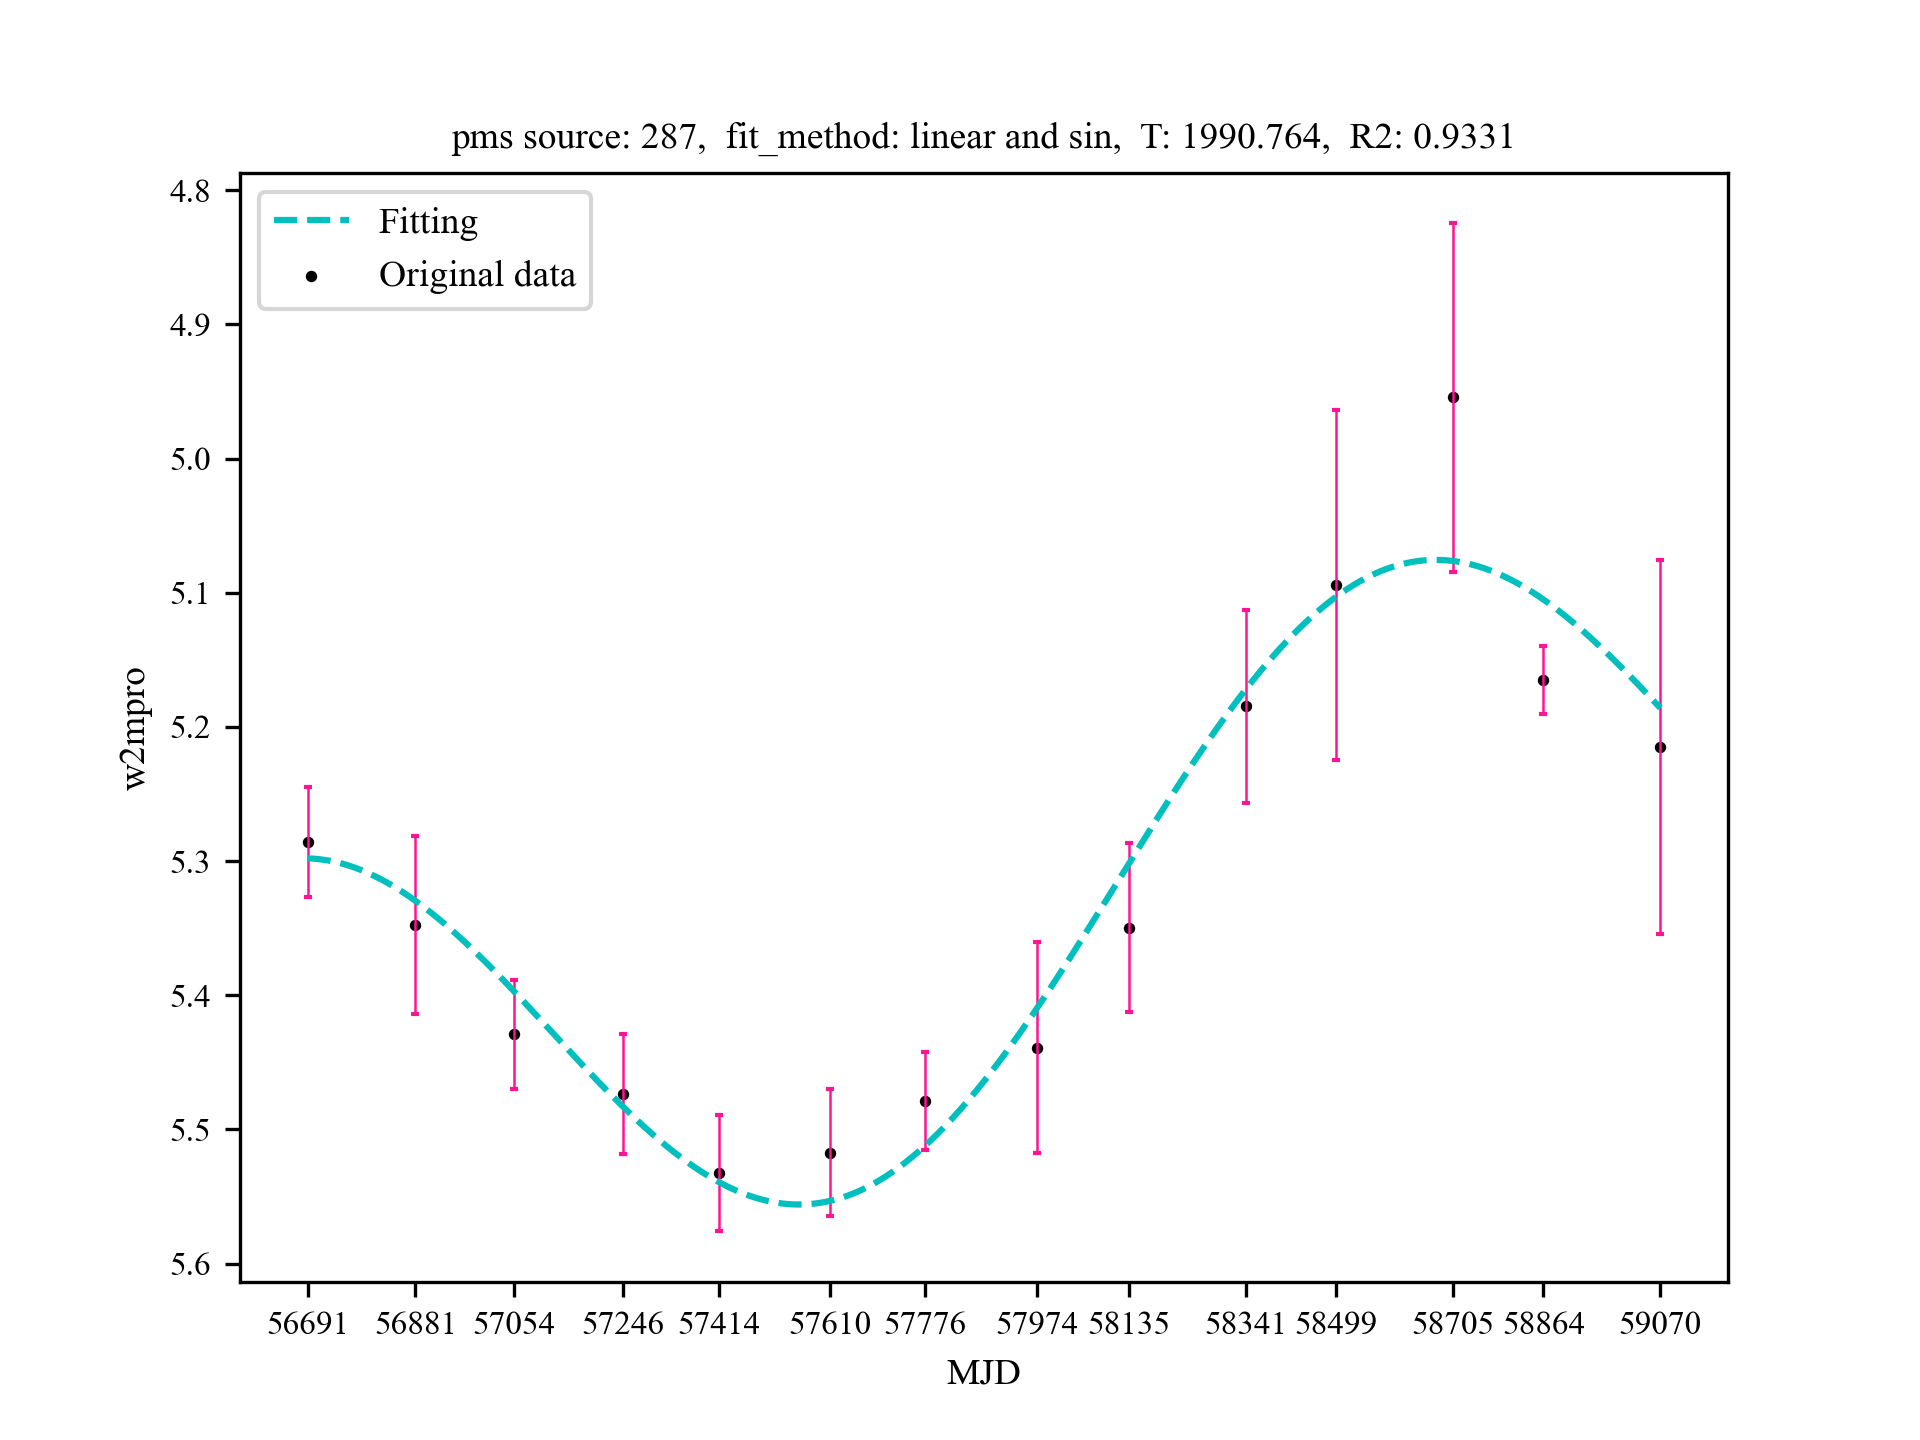 pms source: 287,  fit_method: linear and sin,  T: 1990.764,  R2: 0.9331
Fitting
Original data
4.8
4.9
5.0
5.1
5.2
5.3
5.4
5.5
5.6
w2mpro
56691 56881 57054 57246 57414 57610 57776 57974 58135 58341 58499 58705 58864 59070
MJD